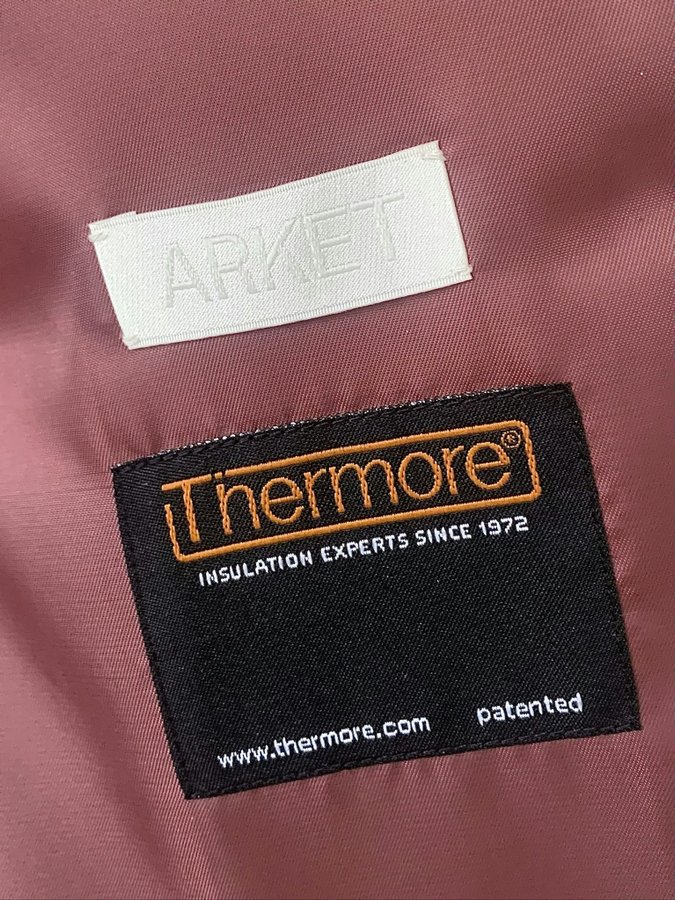 ARKET
Thermore®
INSULATION EXPERTS SINCE 1972
www.thermore.com patented